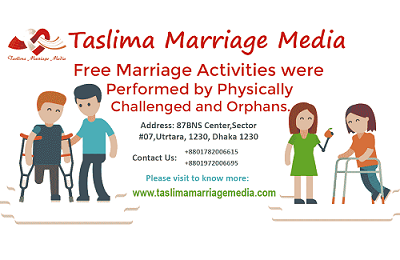 Taslima Marriage Media
Taslima Marriage Media
Free Marriage Activities were
Performed by Physically
Challenged and Orphans.
Address: 87BNS Center,Sector
#07,Utrtara, 1230, Dhaka 1230
Contact Us: +8801782006615
+8801972006695
Please visit to know more:
www.taslimamarriagemedia.com